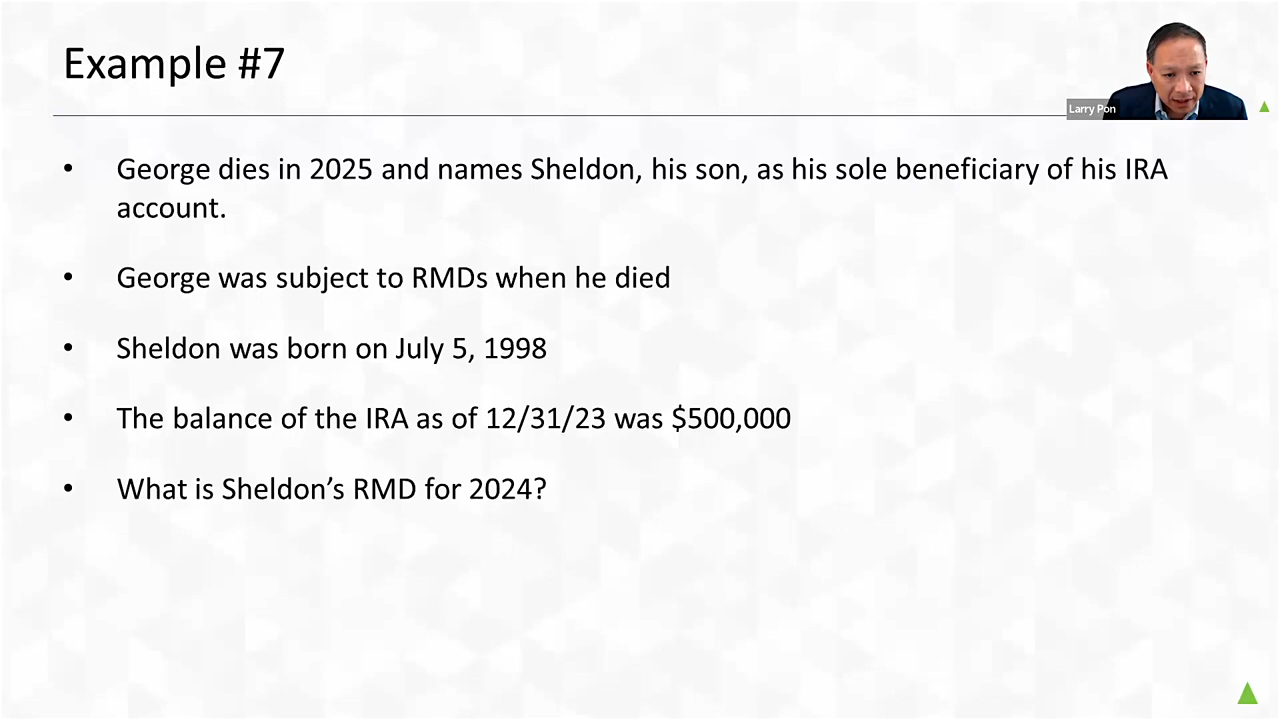 Example #7
Larry Pon
• George dies in 2025 and names Sheldon, his son, as his sole beneficiary of his IRA
account.
• George was subject to RMDs when he died
• Sheldon was born on July 5, 1998
• The balance of the IRA as of 12/31/23 was $500,000
• What is Sheldon’s RMD for 2024?